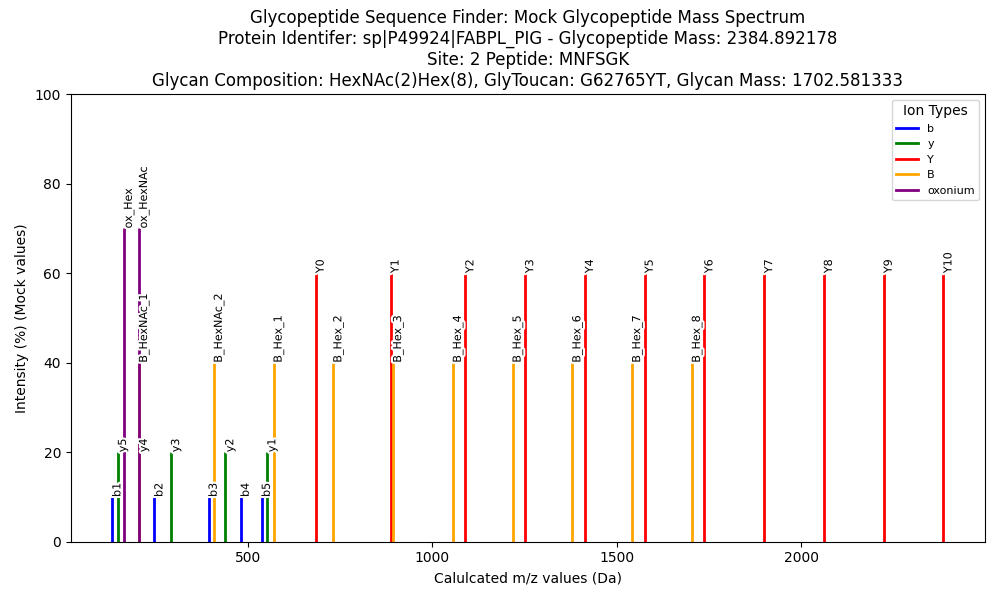 Glycopeptide Sequence Finder: Mock Glycopeptide Mass Spectrum
Protein Identifer: sp|P49924|FABPL_PIG - Glycopeptide Mass: 2384.892178
Site: 2 Peptide: MNFSGK
Glycan Composition: HexNAc(2)Hex(8), GlyToucan: G62765YT, Glycan Mass: 1702.581333
Intensity (%) (Mock values)
100
80
60
40
20
0
Ion Types
b
y
Y
B
oxonium
ox_Hex
ox_HexNAc
Y0
Y1
Y2
Y3
Y4
Y5
Y6
Y7
Y8
Y9
Y10
B_HexNAc_1
B_HexNAc_2
B_Hex_1
B_Hex_2
B_Hex_3
B_Hex_4
B_Hex_5
B_Hex_6
B_Hex_7
B_Hex_8
y5
y4
y3
y2
y1
b1
b2
b3
b4
b5
500
1000
1500
2000
Calulcated m/z values (Da)